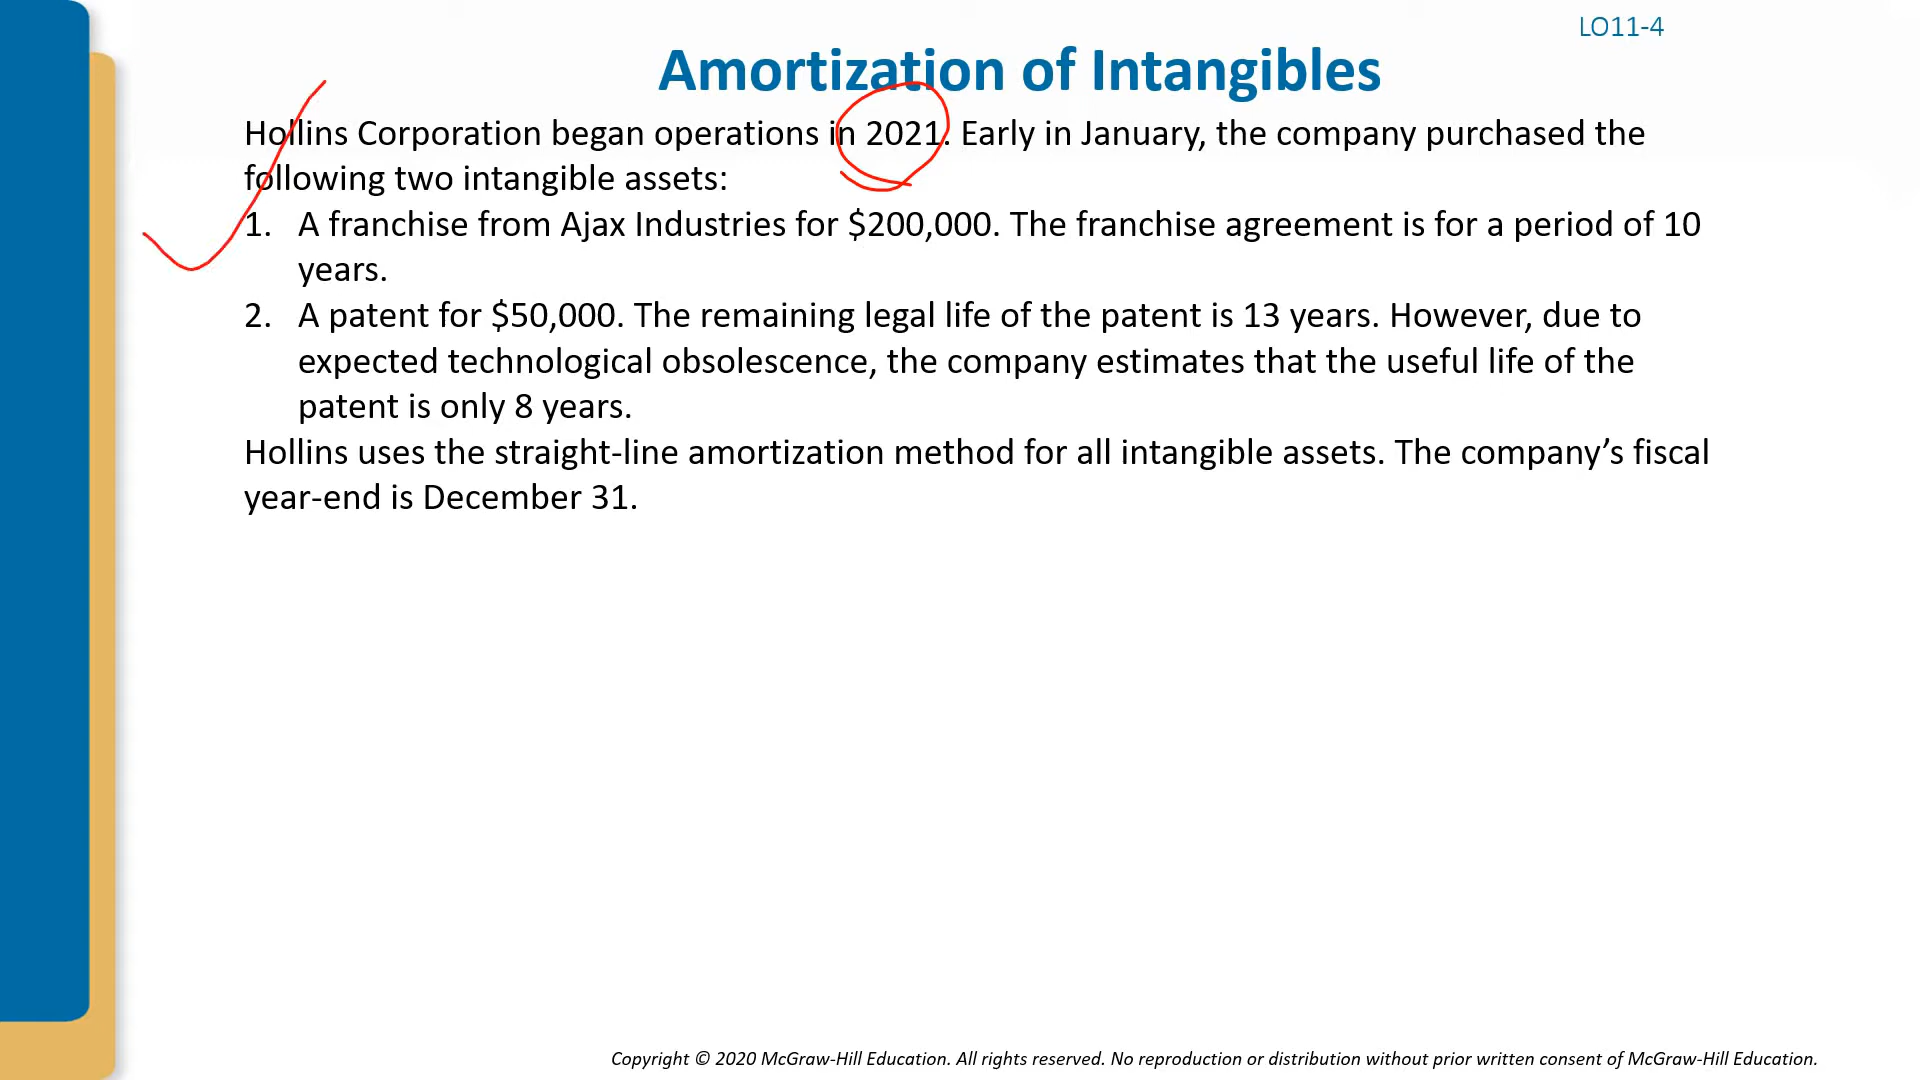 LO11-4
Amortization of Intangibles
Hollins Corporation began operations in 2021. Early in January, the company purchased the
following two intangible assets:
1. A franchise from Ajax Industries for $200,000. The franchise agreement is for a period of 10
years.
2. A patent for $50,000. The remaining legal life of the patent is 13 years. However, due to
expected technological obsolescence, the company estimates that the useful life of the
patent is only 8 years.
Hollins uses the straight-line amortization method for all intangible assets. The company’s fiscal
year-end is December 31.
Copyright © 2020 McGraw-Hill Education. All rights reserved. No reproduction or distribution without prior written consent of McGraw-Hill Education.